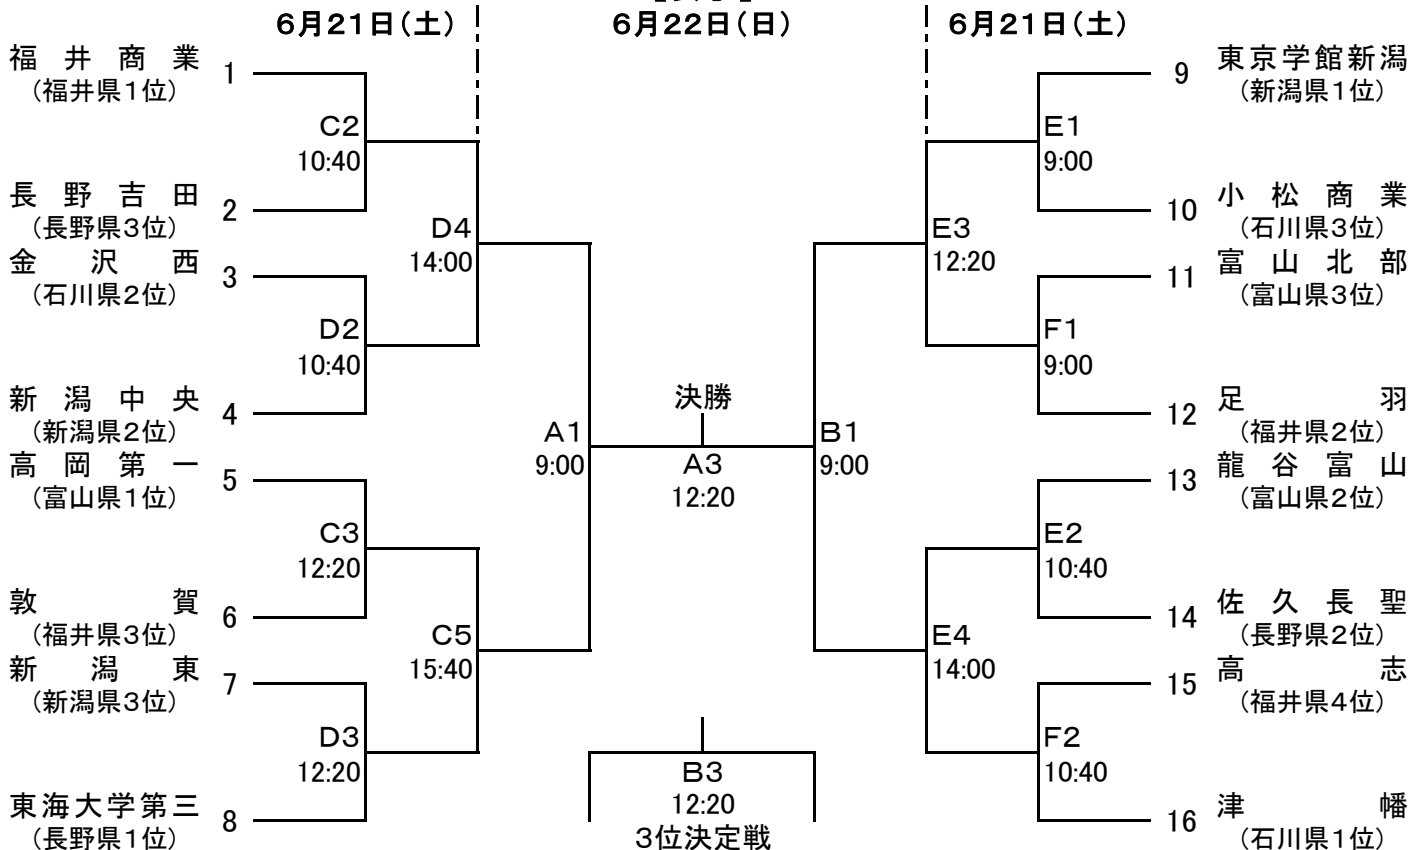 6月21日(土)
6月22日(日)
6月21日(土)
福井商業
(福井県1位)
1
C2
10:40
長野吉田
(長野県3位)
2
D4
14:00
金沢西
(石川県2位)
3
D2
10:40
新潟中央
(新潟県2位)
4
A1
9:00
高岡第一
(富山県1位)
5
C3
12:20
敦賀
(福井県3位)
6
C5
15:40
新潟東
(新潟県3位)
7
D3
12:20
東海大学第三
(長野県1位)
8
決勝
A3
12:20
B3
12:20
3位決定戦
9
東京学館新潟
(新潟県1位)
E1
9:00
10
小松商業
(石川県3位)
E3
12:20
11
富山北部
(富山県3位)
F1
9:00
12
足羽
(福井県2位)
B1
9:00
13
龍谷富山
(富山県2位)
E2
10:40
14
佐久長聖
(長野県2位)
E4
14:00
15
高志
(福井県4位)
F2
10:40
16
津幡
(石川県1位)